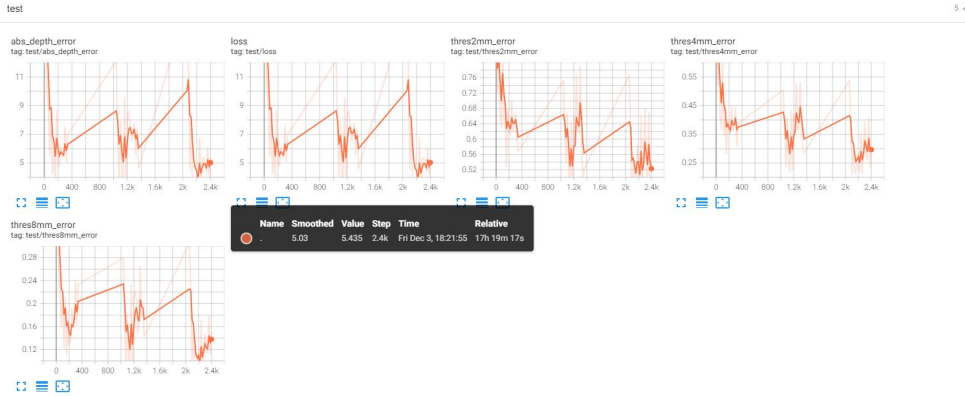 test
5
abs_depth_error
tag: test/abs_depth_error
11
9
7
5
0 400 800 1.2k 1.6k 2k 2.4k
loss
tag: test/loss
11
9
7
5
0 400 800 1.2k 1.6k 2k 2.4k
thres2mm_error
tag: test/thres2mm_error
0.76
0.72
0.68
0.64
0.6
0.56
0.52
0 400 800 1.2k 1.6k 2k 2.4k
thres4mm_error
tag: test/thres4mm_error
0.55
0.45
0.35
0.25
0 400 800 1.2k 1.6k 2k 2.4k
Name Smoothed Value Step Time Relative
. 5.03 5.435 2.4k Fri Dec 3, 18:21:55 17h 19m 17s
thres8mm_error
tag: test/thres8mm_error
0.28
0.24
0.2
0.16
0.12
0 400 800 1.2k 1.6k 2k 2.4k